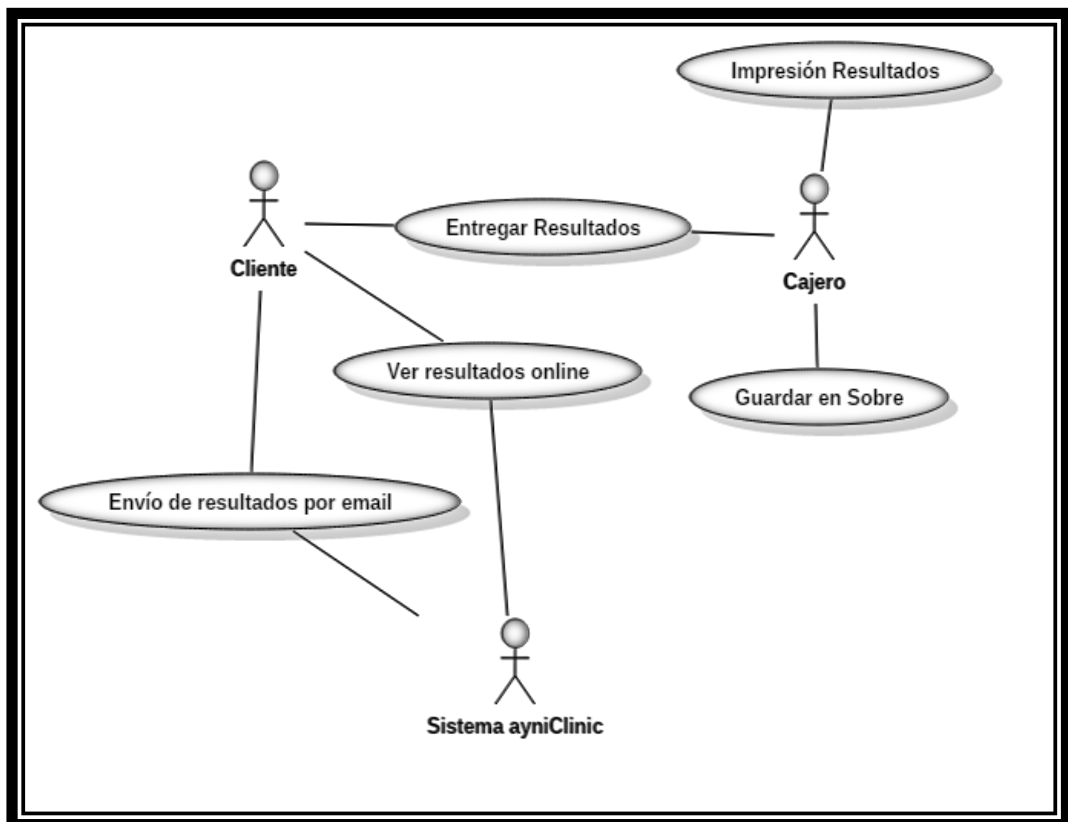 Impresión Resultados
Entregar Resultados
Cliente
Cajero
Ver resultados online
Guardar en Sobre
Envío de resultados por email
Sistema ayniClinic